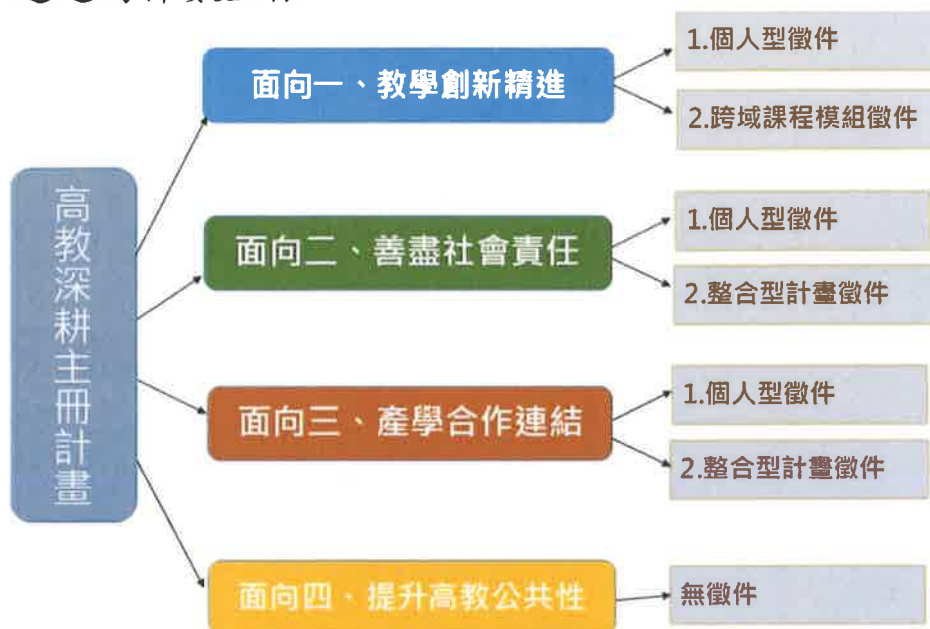 高教深耕主冊計畫
面向一、教學創新精進
1.個人型徵件
2.跨域課程模組徵件
面向二、善盡社會責任
1.個人型徵件
2.整合型計畫徵件
面向三、產學合作連結
1.個人型徵件
2.整合型計畫徵件
面向四、提升高教公共性
無徵件